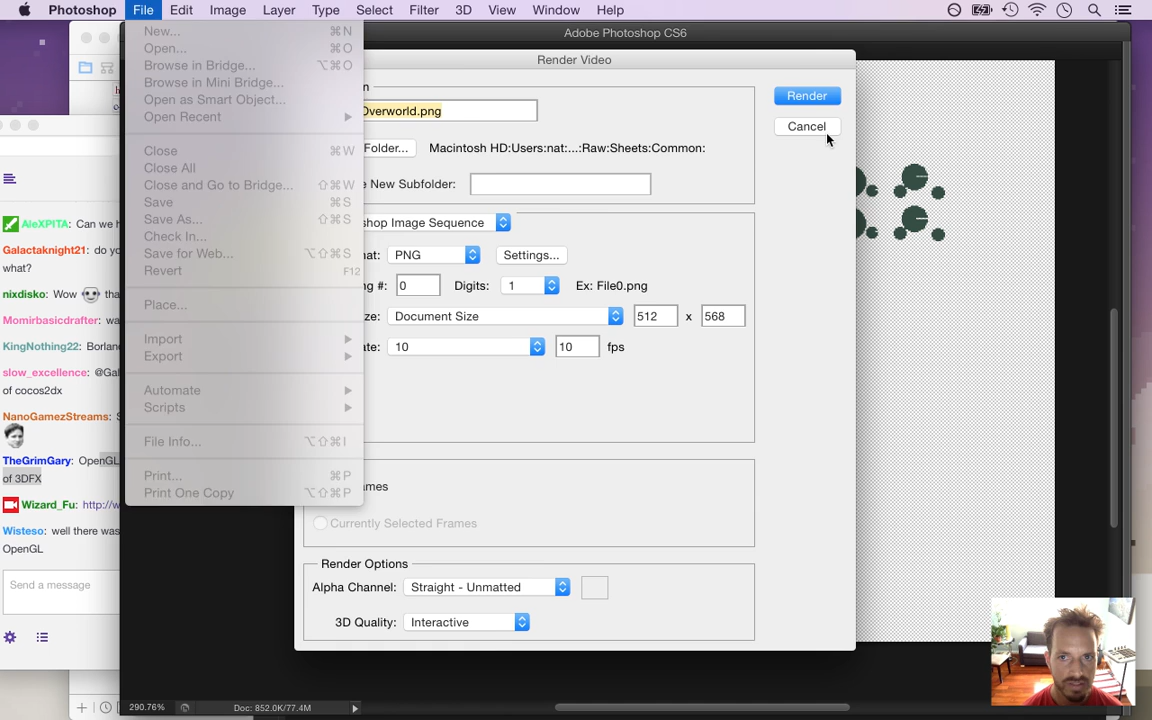 Photoshop File Edit Image Layer Type Select Filter 3D View Window Help
Adobe Photoshop CS6
New... ⌘N
Open... ⌘O
Browse in Bridge... ⌥⌘O
Browse in Mini Bridge...
Open as Smart Object...
Open Recent
Close ⌘W
Close All
Close and Go to Bridge... ⇧⌘W
Save ⌘S
Save As... ⇧⌘S
Check In...
Save for Web... ⌥⇧⌘S
Revert F12
Place...
Import
Export
Automate
Scripts
File Info... ⌥⇧⌘I
Print... ⌘P
Print One Copy ⌥⇧⌘P
Render Video
Overworld.png
Render
Cancel
Folder... Macintosh HD:Users:nat:...:Raw:Sheets:Common:
New Subfolder:
shop Image Sequence
PNG Settings...
#: 0 Digits: 1 Ex: File0.png
Document Size 512 x 568
10 10 fps
Currently Selected Frames
Render Options
Alpha Channel: Straight - Unmatted
3D Quality: Interactive
AleXPITA: Can we
Galactaknight21: do
what?
nixdisko: Wow
Momirbasicdrafter:
KingNothing22:
slow_excellence:
of cocos2dx
NanoGamezStreams:
TheGrimGary: OpenGL
of 3DFX
Wizard_Fu: http://w
Wisteso: well there was
OpenGL
Send a message
290.76% Doc: 852.0K/77.4M